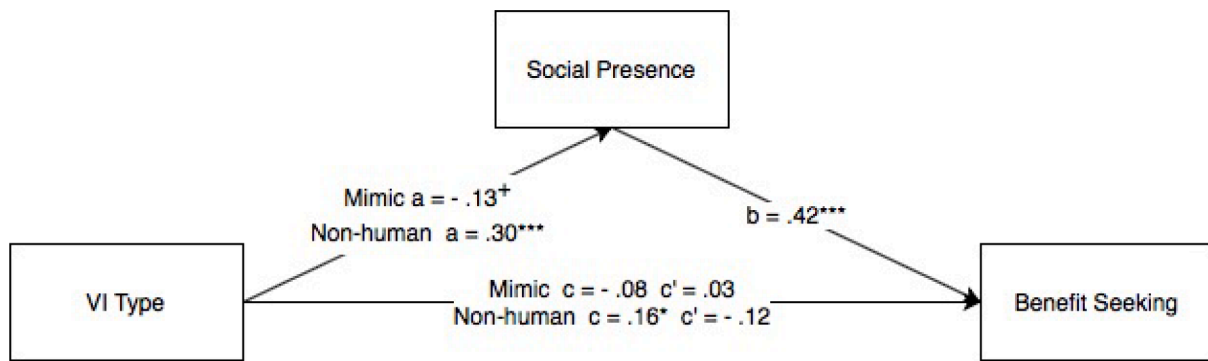 Social Presence
Mimic a = - .13+
Non-human a = .30***
b = .42***
VI Type
Mimic c = - .08 c' = .03
Non-human c = .16* c' = - .12
Benefit Seeking